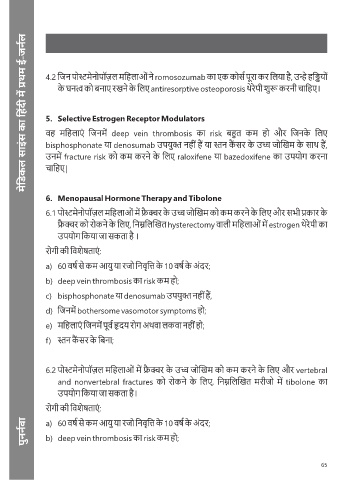 मेडिकल साइंस का हिंदी में प्रथम ई-जर्नल
4.2 जिन पोस्टमेनोपॉज़ल महिलाओं ने romosozumab का एक कोर्स पूरा कर लिया है, उन्हे हड्डियों
के घनत्व को बनाए रखने के लिए antiresorptive osteoporosis थेरेपी शुरू करनी चाहिए ।
5. Selective Estrogen Receptor Modulators
वह महिलाएं जिनमें deep vein thrombosis का risk बहुत कम हो और जिनके लिए
bisphosphonate या denosumab उपयुक्त नहीं हैं या स्तन कैंसर के उच्च जोखिम के साथ हैं,
उनमें fracture risk को कम करने के लिए raloxifene या bazedoxifene का उपयोग करना
चाहिए|
6. Menopausal Hormone Therapy and Tibolone
6.1 पोस्टमेनोपॉज़ल महिलाओं में फ्रैक्चर के उच्च जोखिम को कम करने के लिए और सभी प्रकार के
फ्रैक्चर को रोकने के लिए, निम्नलिखित hysterectomy वाली महिलाओं में estrogen थेरेपी का
उपयोग किया जा सकता है ।
रोगी की विशेषताएं:
a) 60 वर्ष से कम आयु या रजोनिवृत्ति के 10 वर्ष के अंदर;
b) deep vein thrombosis का risk कम हो;
c) bisphosphonate या denosumab उपयुक्त नहीं हैं,
d) जिनमें bothersome vasomotor symptoms) हो;
e) महिलाएं जिनमें पूर्व हृदय रोग अथवा लकवा नहीं हो;
f) स्तन कैंसर के बिना;
6.2 पोस्टमेनोपॉज़ल महिलाओं में फ्रैक्चर के उच्च जोखिम को कम करने के लिए और vertebral
and nonvertebral fractures को रोकने के लिए, निम्नलिखित मरीजो में tibolone का
उपयोग किया जा सकता है।
रोगी की विशेषताएं:
a) 60 वर्ष से कम आयु या रजोनिवृत्ति के 10 वर्ष के अंदर;
b) deep vein thrombosis का risk कम हो;
पुनर्नवा
65